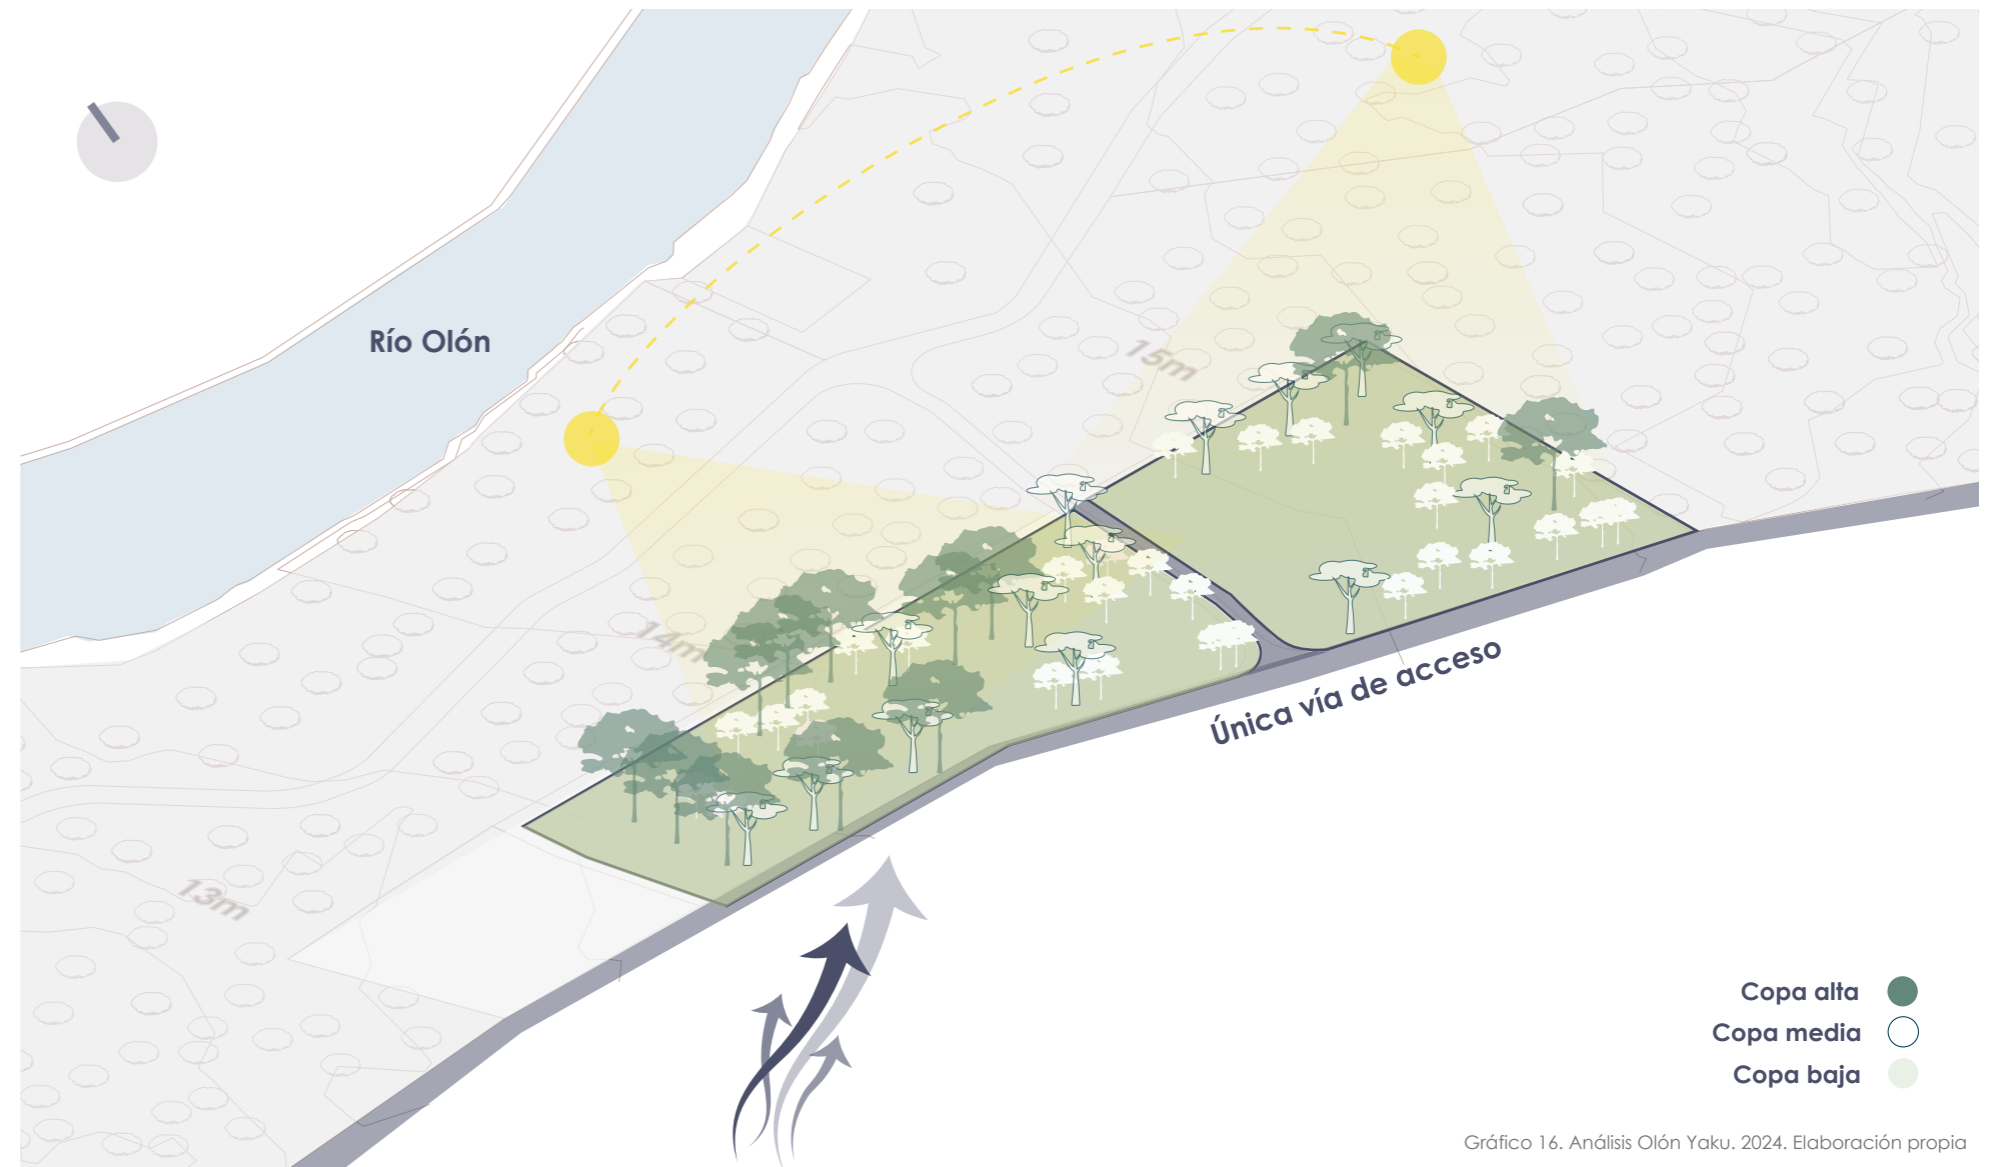 Río Olón
15m
14m
Única vía de acceso
13m
Copa alta
Copa media
Copa baja
Gráfico 16. Análisis Olón Yaku. 2024. Elaboración propia